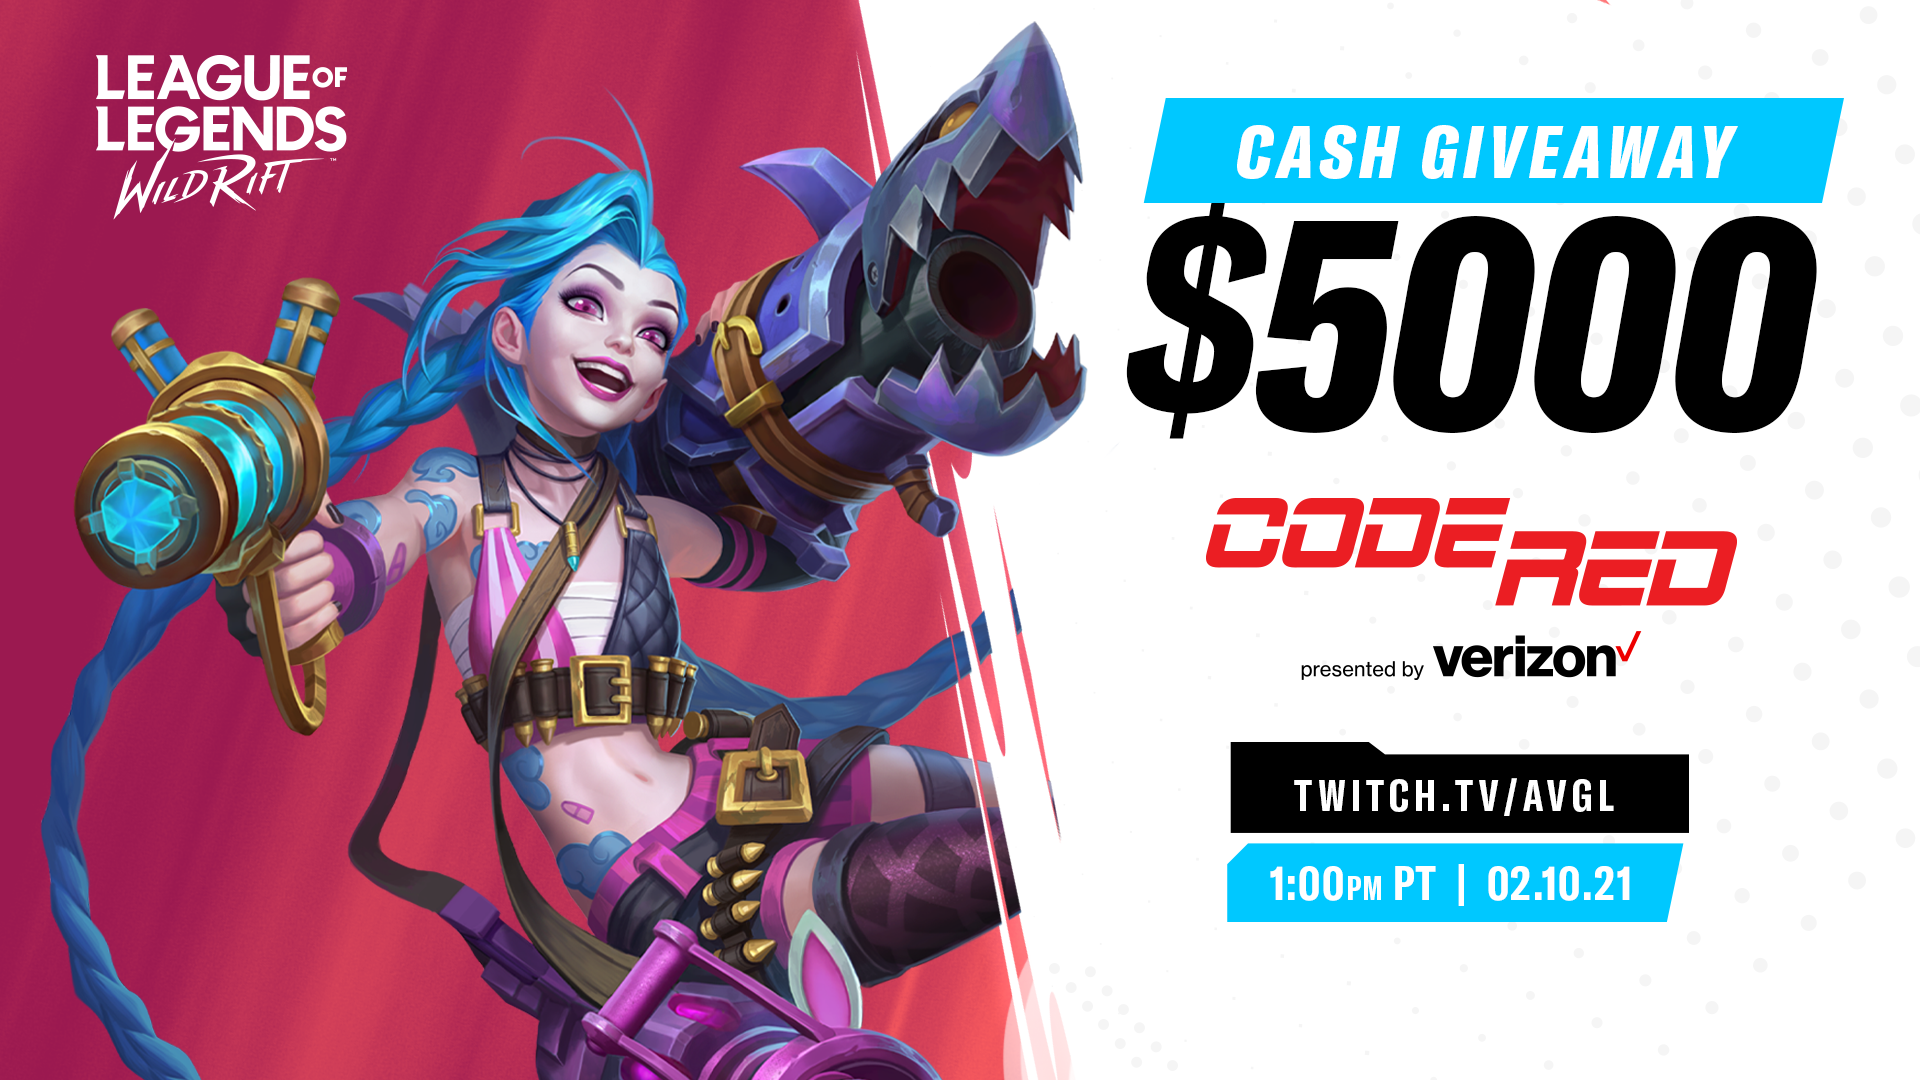 LEAGUE OF
LEGENDS
WILD RIFT™
CASH GIVEAWAY
$5000
CODE RED
presented by verizon✓
TWITCH.TV/AVGL
1:00PM PT | 02.10.21